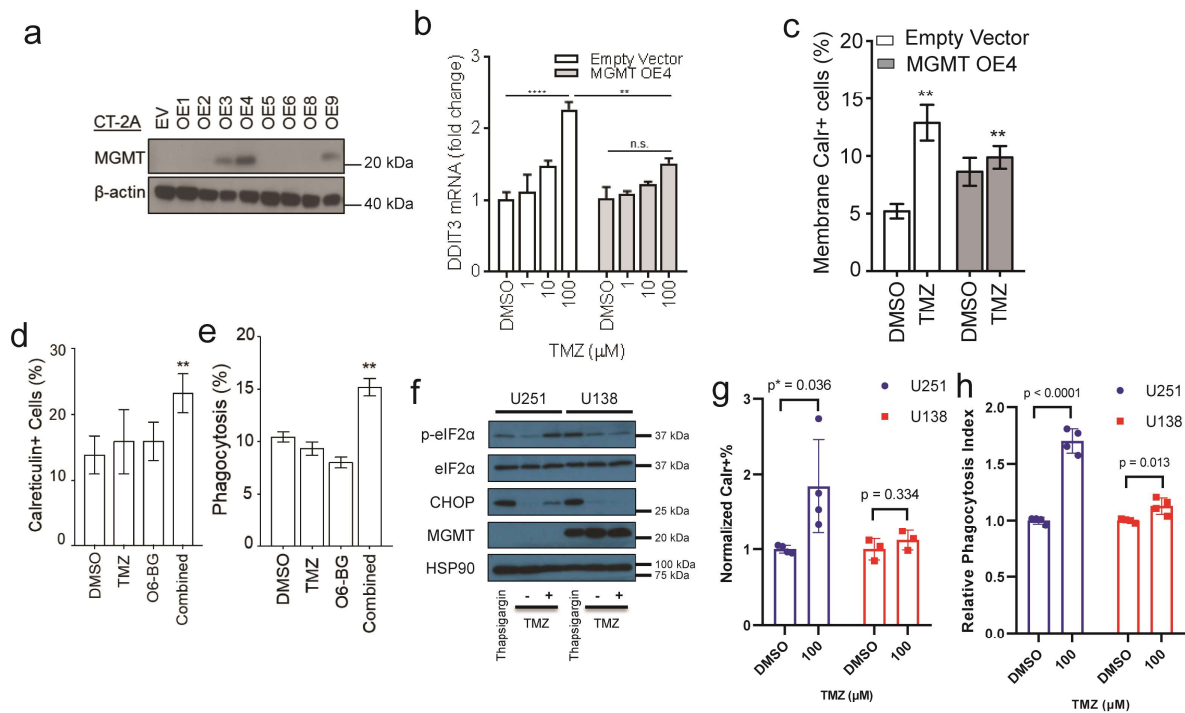 a
CT-2A
EV
OE1
OE2
OE3
OE4
OE5
OE6
OE8
OE9
MGMT
20 kDa
β-actin
40 kDa
b
Empty Vector
MGMT OE4
DDIT3 mRNA (fold change)
3
2
1
0
****
**
n.s.
DMSO
1
10
100
DMSO
1
10
100
TMZ (μM)
c
Empty Vector
MGMT OE4
Membrane Calr+ cells (%)
20
15
10
5
0
**
**
DMSO
TMZ
DMSO
TMZ
d
Calreticulin+ Cells (%)
30
20
10
0
**
DMSO
TMZ
O6-BG
Combined
e
Phagocytosis (%)
20
15
10
5
0
**
DMSO
TMZ
O6-BG
Combined
f
U251 U138
p-eIF2α 37 kDa
eIF2α 37 kDa
CHOP 25 kDa
MGMT 20 kDa
HSP90 100 kDa
75 kDa
Thapsigargin
- +
TMZ
Thapsigargin
- +
TMZ
g
U251
U138
p* = 0.036
p = 0.334
Normalized Calr+%
3
2
1
0
DMSO
100
DMSO
100
TMZ (μM)
h
U251
U138
p < 0.0001
p = 0.013
Relative Phagocytosis Index
2.0
1.5
1.0
0.5
0.0
DMSO
100
DMSO
100
TMZ (μM)